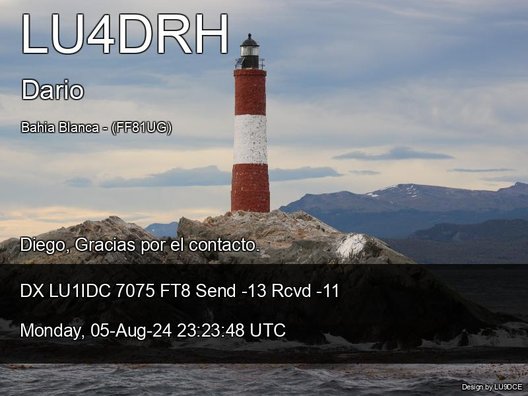 LU4DRH
Dario
Bahia Blanca - (FF81UG)
Diego, Gracias por el contacto.
DX LU1IDC 7075 FT8 Send -13 Rcvd -11
Monday, 05-Aug-24 23:23:48 UTC
Design by LU9DCE